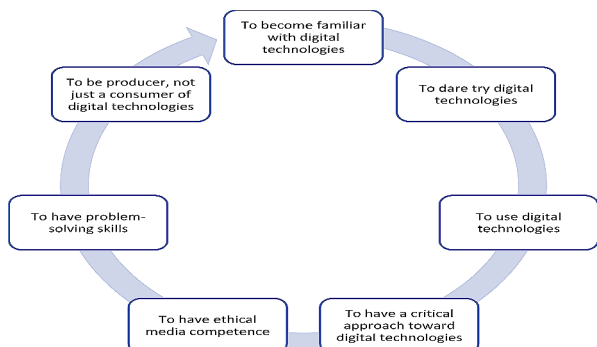 To become familiar
with digital
technologies
To dare try digital
technologies
To use digital
technologies
To have a critical
approach toward
digital technologies
To have ethical
media competence
To have problem-
solving skills
To be producer, not
just a consumer of
digital technologies